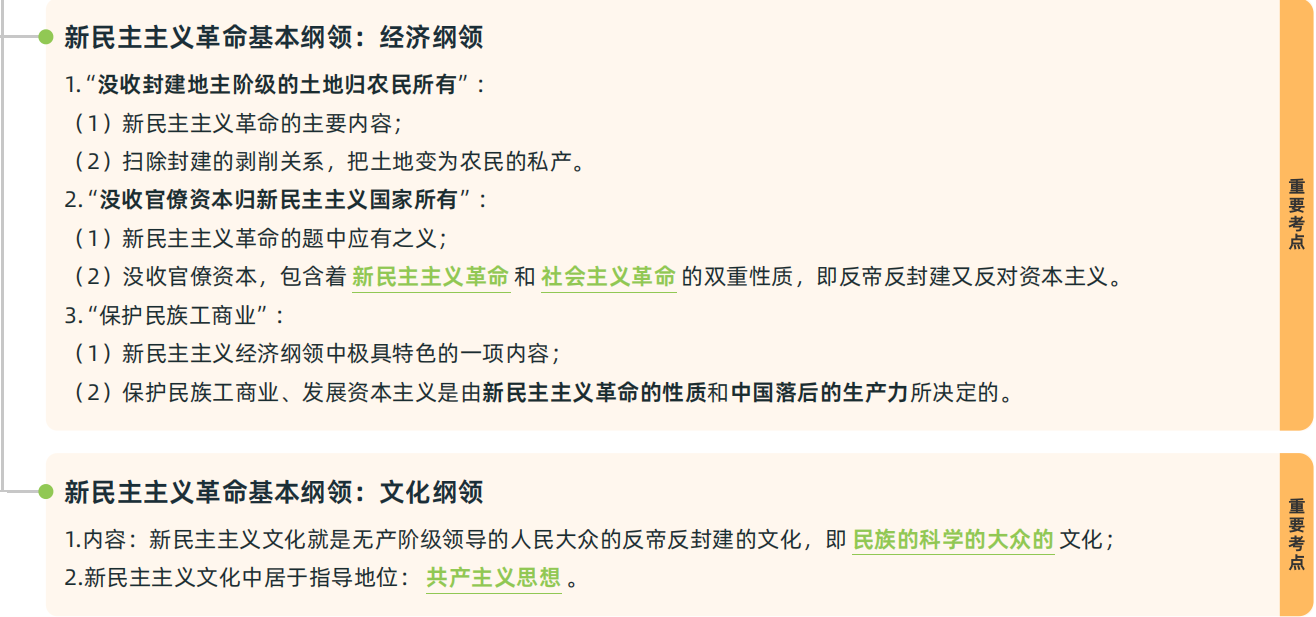 新民主主义革命基本纲领：经济纲领
1.“没收封建地主阶级的土地归农民所有”：
（1）新民主主义革命的主要内容；
（2）扫除封建的剥削关系，把土地变为农民的私产。
2.“没收官僚资本归新民主主义国家所有”：
（1）新民主主义革命的题中应有之义；
（2）没收官僚资本，包含着 新民主主义革命 和 社会主义革命 的双重性质，即反帝反封建又反对资本主义。
3.“保护民族工商业”：
（1）新民主主义经济纲领中极具特色的一项内容；
（2）保护民族工商业、发展资本主义是由新民主主义革命的性质和中国落后的生产力所决定的。
重要考点
新民主主义革命基本纲领：文化纲领
1.内容：新民主主义文化就是无产阶级领导的人民大众的反帝反封建的文化，即 民族的科学的大众的 文化；
2.新民主主义文化中居于指导地位： 共产主义思想 。
重要考点